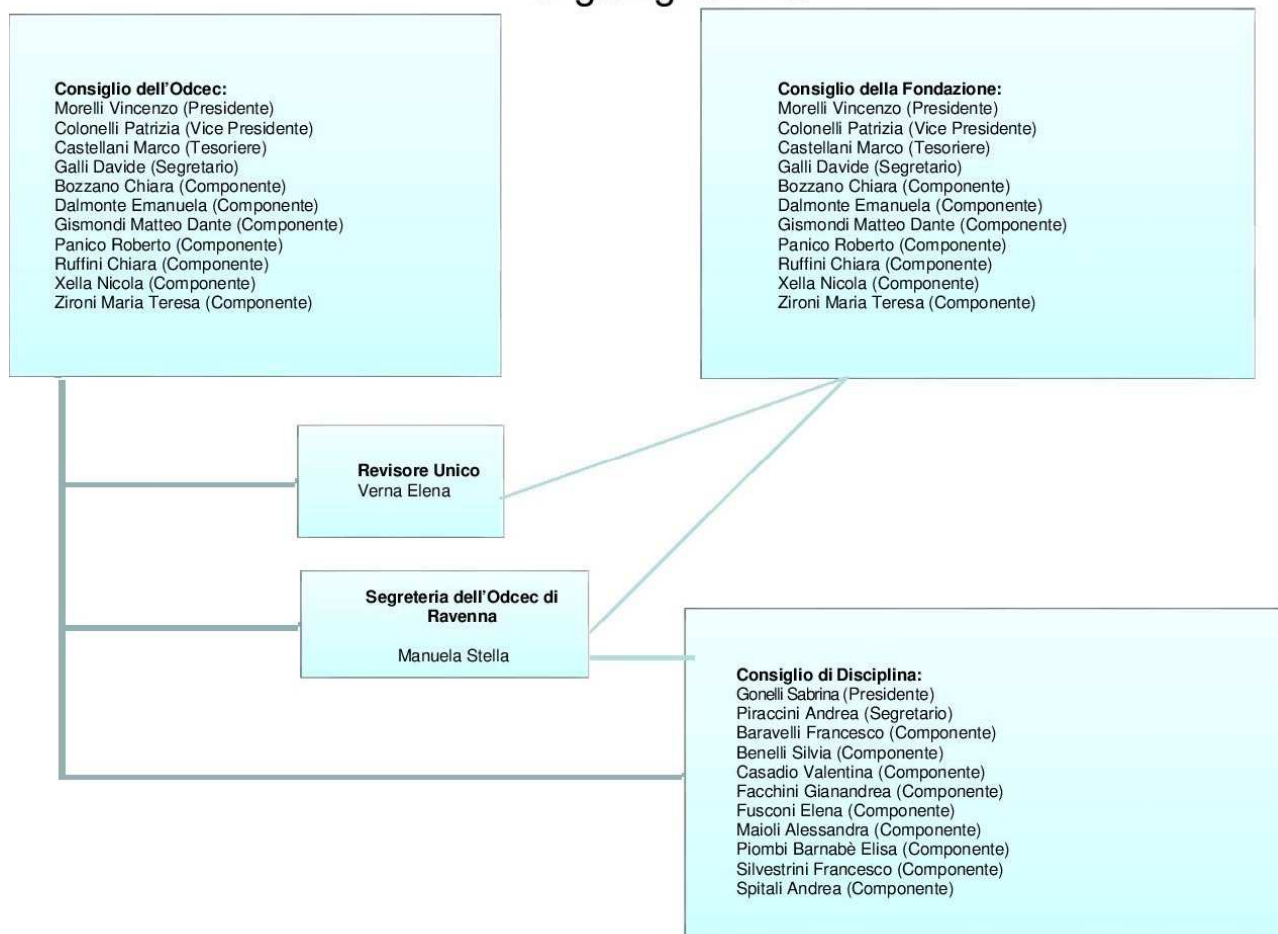 Consiglio dell'Odcec:
Morelli Vincenzo (Presidente)
Colonelli Patrizia (Vice Presidente)
Castellani Marco (Tesoriere)
Galli Davide (Segretario)
Bozzano Chiara (Componente)
Dalmonte Emanuela (Componente)
Gismondi Matteo Dante (Componente)
Panico Roberto (Componente)
Ruffini Chiara (Componente)
Xella Nicola (Componente)
Zironi Maria Teresa (Componente)
Consiglio della Fondazione:
Morelli Vincenzo (Presidente)
Colonelli Patrizia (Vice Presidente)
Castellani Marco (Tesoriere)
Galli Davide (Segretario)
Bozzano Chiara (Componente)
Dalmonte Emanuela (Componente)
Gismondi Matteo Dante (Componente)
Panico Roberto (Componente)
Ruffini Chiara (Componente)
Xella Nicola (Componente)
Zironi Maria Teresa (Componente)
Revisore Unico
Verna Elena
Segreteria dell'Odcec di
Ravenna
Manuela Stella
Consiglio di Disciplina:
Gonelli Sabrina (Presidente)
Piraccini Andrea (Segretario)
Baravelli Francesco (Componente)
Benelli Silvia (Componente)
Casadio Valentina (Componente)
Facchini Gianandrea (Componente)
Fusconi Elena (Componente)
Maioli Alessandra (Componente)
Piombi Barnabè Elisa (Componente)
Silvestrini Francesco (Componente)
Spitali Andrea (Componente)